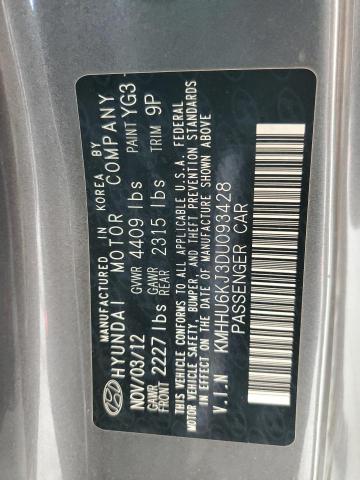 MANUFACTURED IN KOREA BY
HYUNDAI MOTOR COMPANY
NOV/03/12 GVWR 4409 lbs PAINT YG3
GAWR FRONT 2227 lbs GAWR REAR 2315 lbs TRIM 9P
THIS VEHICLE CONFORMS TO ALL APPLICABLE U.S.A. FEDERAL
MOTOR VEHICLE SAFETY, BUMPER, AND THEFT PREVENTION STANDARDS
IN EFFECT ON THE DATE OF MANUFACTURE SHOWN ABOVE
V.I.N KMHHU6KJ3DU093428
PASSENGER CAR